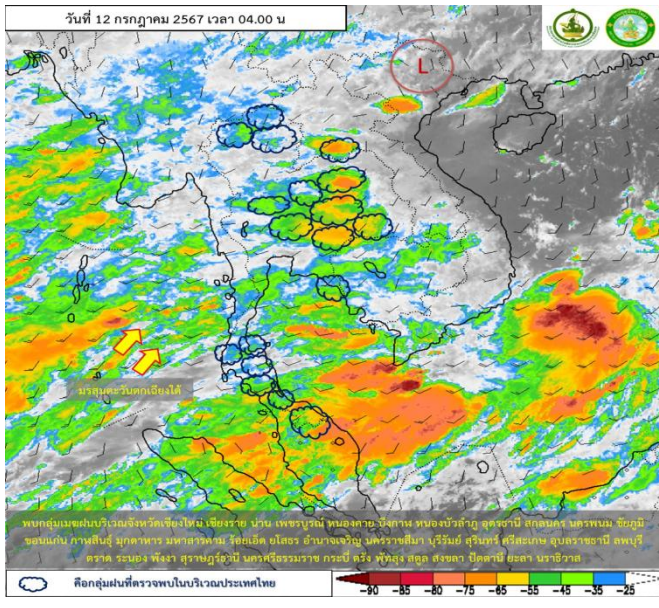 วันที่ 12 กรกฎาคม 2567 เวลา 04.00 น
L
มรสุมตะวันตกเฉียงใต้
พบกลุ่มเมฆฝนบริเวณจังหวัดเชียงใหม่ เชียงราย น่าน เพชรบูรณ์ หนองคาย บึงกาฬ หนองบัวลำภู อุดรธานี สกลนคร นครพนม ชัยภูมิ
ขอนแก่น กาฬสินธุ์ มุกดาหาร มหาสารคาม ร้อยเอ็ด ยโสธร อำนาจเจริญ นครราชสีมา บุรีรัมย์ สุรินทร์ ศรีสะเกษ อุบลราชธานี ลพบุรี
ตราด ระนอง พังงา สุราษฎร์ธานี นครศรีธรรมราช กระบี่ ตรัง พัทลุง สตูล สงขลา ปัตตานี ยะลา นราธิวาส
คือกลุ่มฝนที่ตรวจพบในบริเวณประเทศไทย
-90 -85 -80 -75 -65 -55 -45 -35 -25